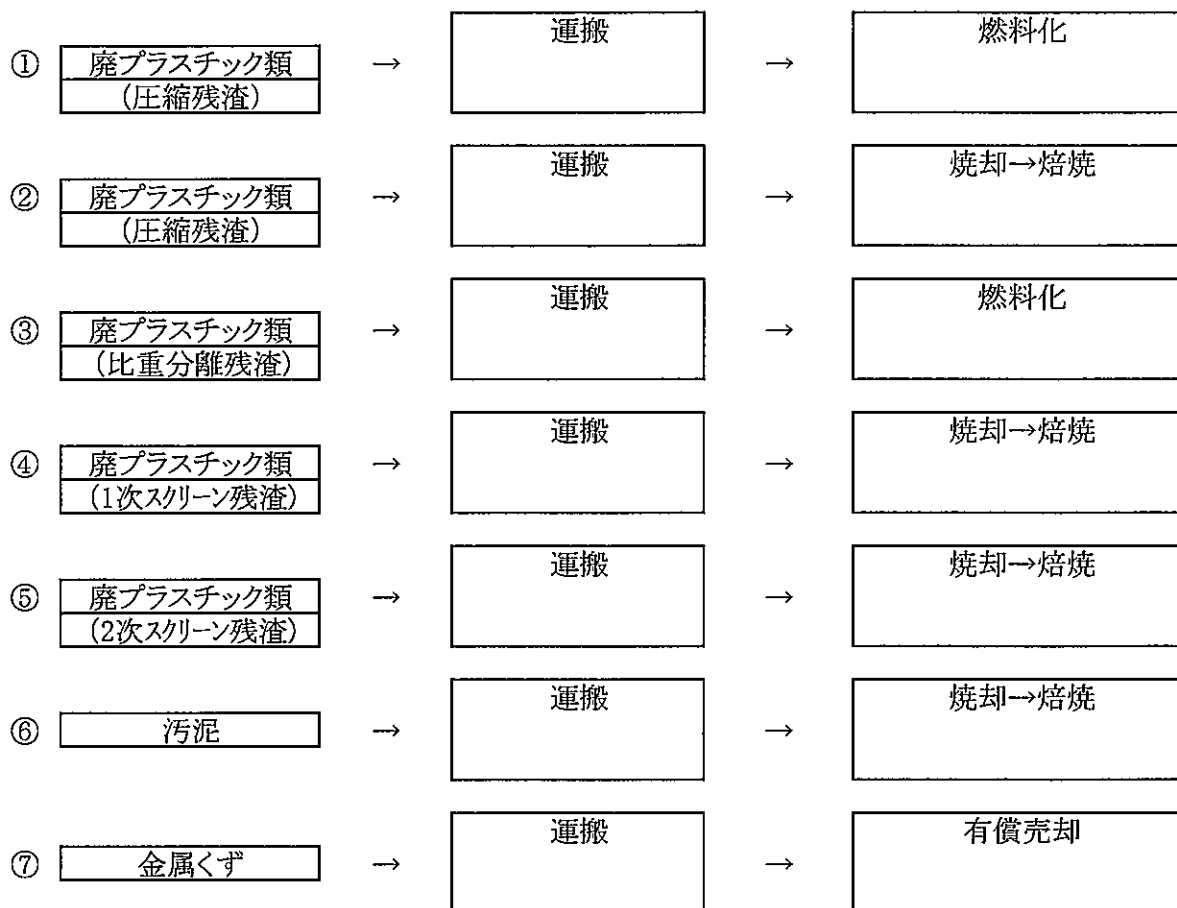 ① 廃プラスチック類 → 運搬 → 燃料化
(圧縮残渣)
② 廃プラスチック類 → 運搬 → 焼却→焙焼
(圧縮残渣)
③ 廃プラスチック類 → 運搬 → 燃料化
(比重分離残渣)
④ 廃プラスチック類 → 運搬 → 焼却→焙焼
(1次スクリーン残渣)
⑤ 廃プラスチック類 → 運搬 → 焼却→焙焼
(2次スクリーン残渣)
⑥ 汚泥 → 運搬 → 焼却→焙焼
⑦ 金属くず → 運搬 → 有償売却